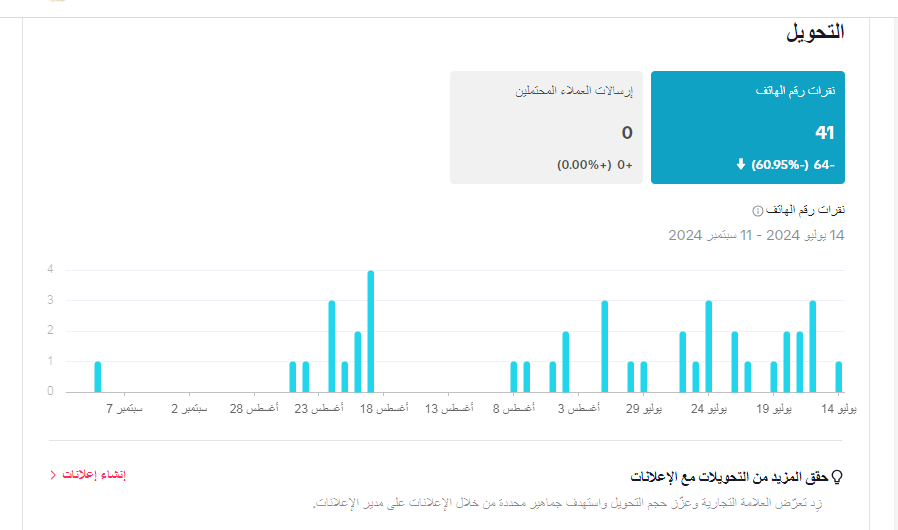 التحويل
نقرات رقم الهاتف
41
-64 (-60.95%)
إرسالات العملاء المحتملين
0
+0 (+0.00%)
نقرات رقم الهاتف
14 يوليو 2024 - 11 سبتمبر 2024
4
3
2
1
0
يوليو 14 يوليو 19 يوليو 24 يوليو 29 أغسطس 3 أغسطس 8 أغسطس 13 أغسطس 18 أغسطس 23 أغسطس 28 سبتمبر 2 سبتمبر 7
حقق المزيد من التحويلات مع الإعلانات
إنشاء إعلانات
زد تعرّض العلامة التجارية وعزّز حجم التحويل واستهدف جماهير محددة من خلال الإعلانات على مدير الإعلانات.